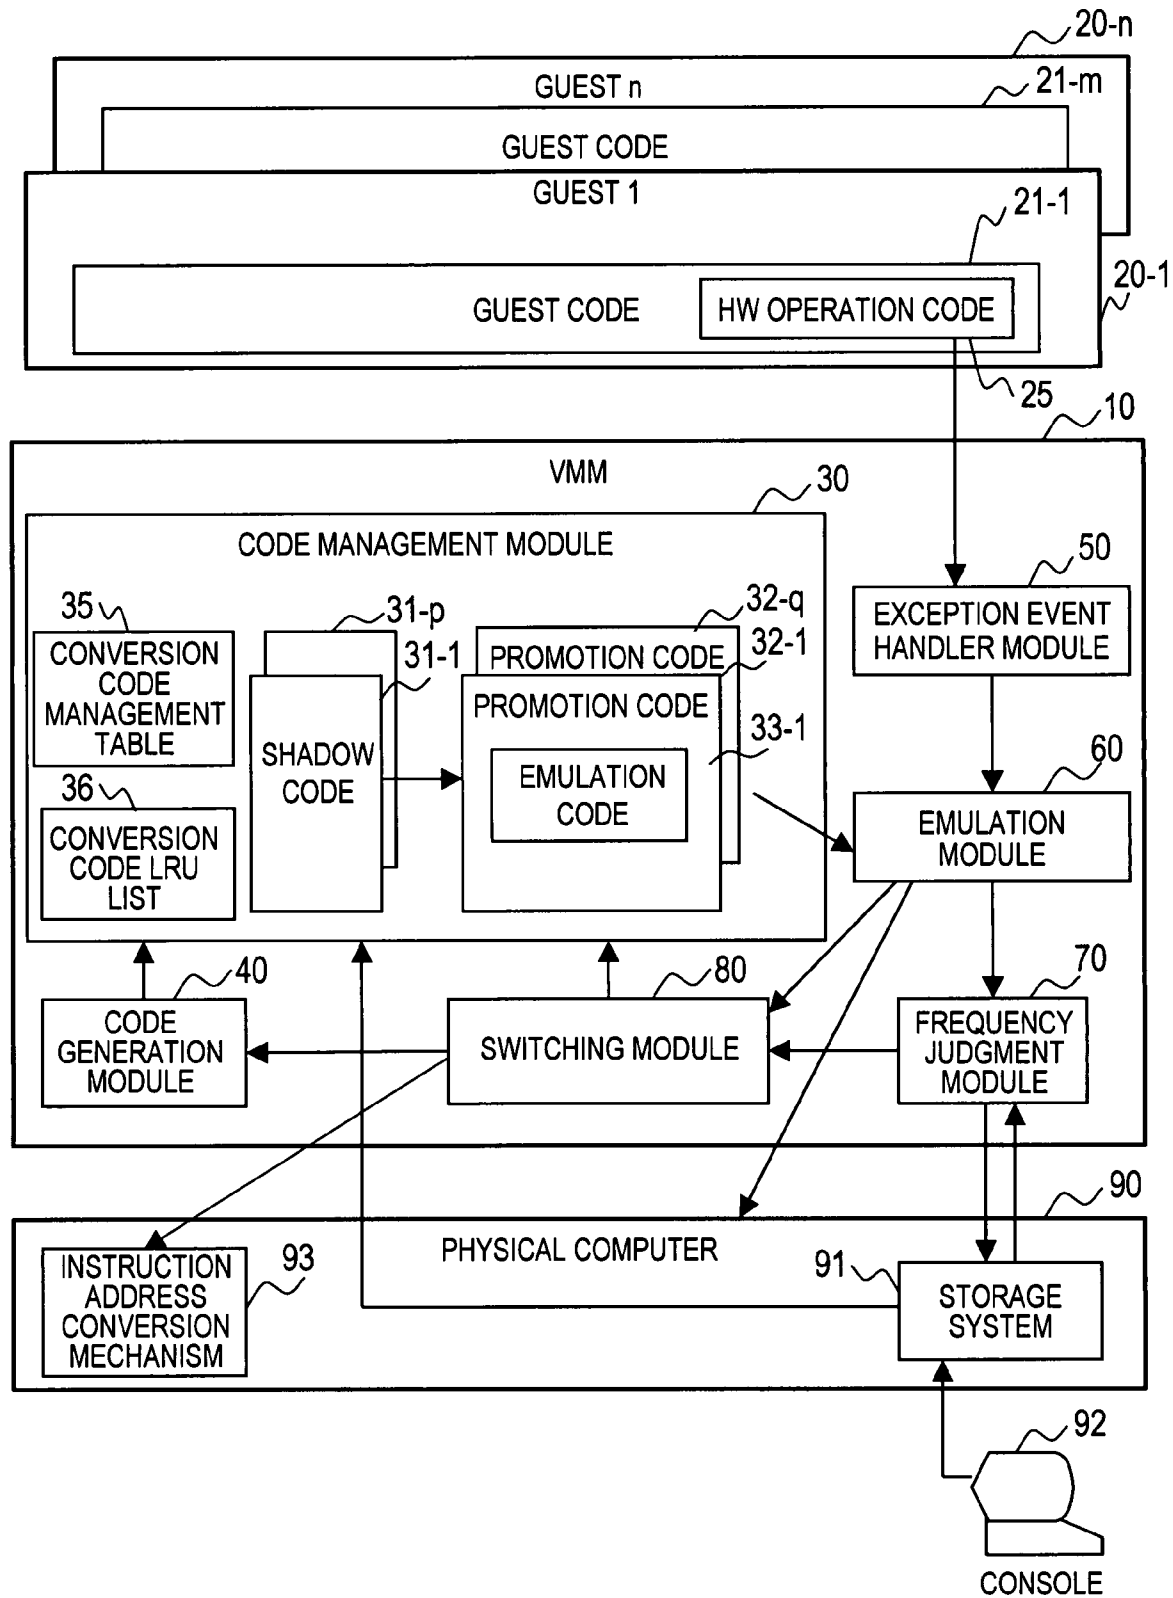 20-n
GUEST n
21-m
GUEST CODE
GUEST 1
21-1
20-1
GUEST CODE
HW OPERATION CODE
25
10
VMM
30
CODE MANAGEMENT MODULE
50
EXCEPTION EVENT
HANDLER MODULE
35
CONVERSION
CODE
MANAGEMENT
TABLE
31-p
31-1
SHADOW
CODE
32-q
PROMOTION CODE
32-1
PROMOTION CODE
33-1
EMULATION
CODE
60
EMULATION
MODULE
36
CONVERSION
CODE LRU
LIST
40
CODE
GENERATION
MODULE
80
SWITCHING MODULE
70
FREQUENCY
JUDGMENT
MODULE
90
PHYSICAL COMPUTER
INSTRUCTION
ADDRESS
CONVERSION
MECHANISM
93
91
STORAGE
SYSTEM
92
CONSOLE